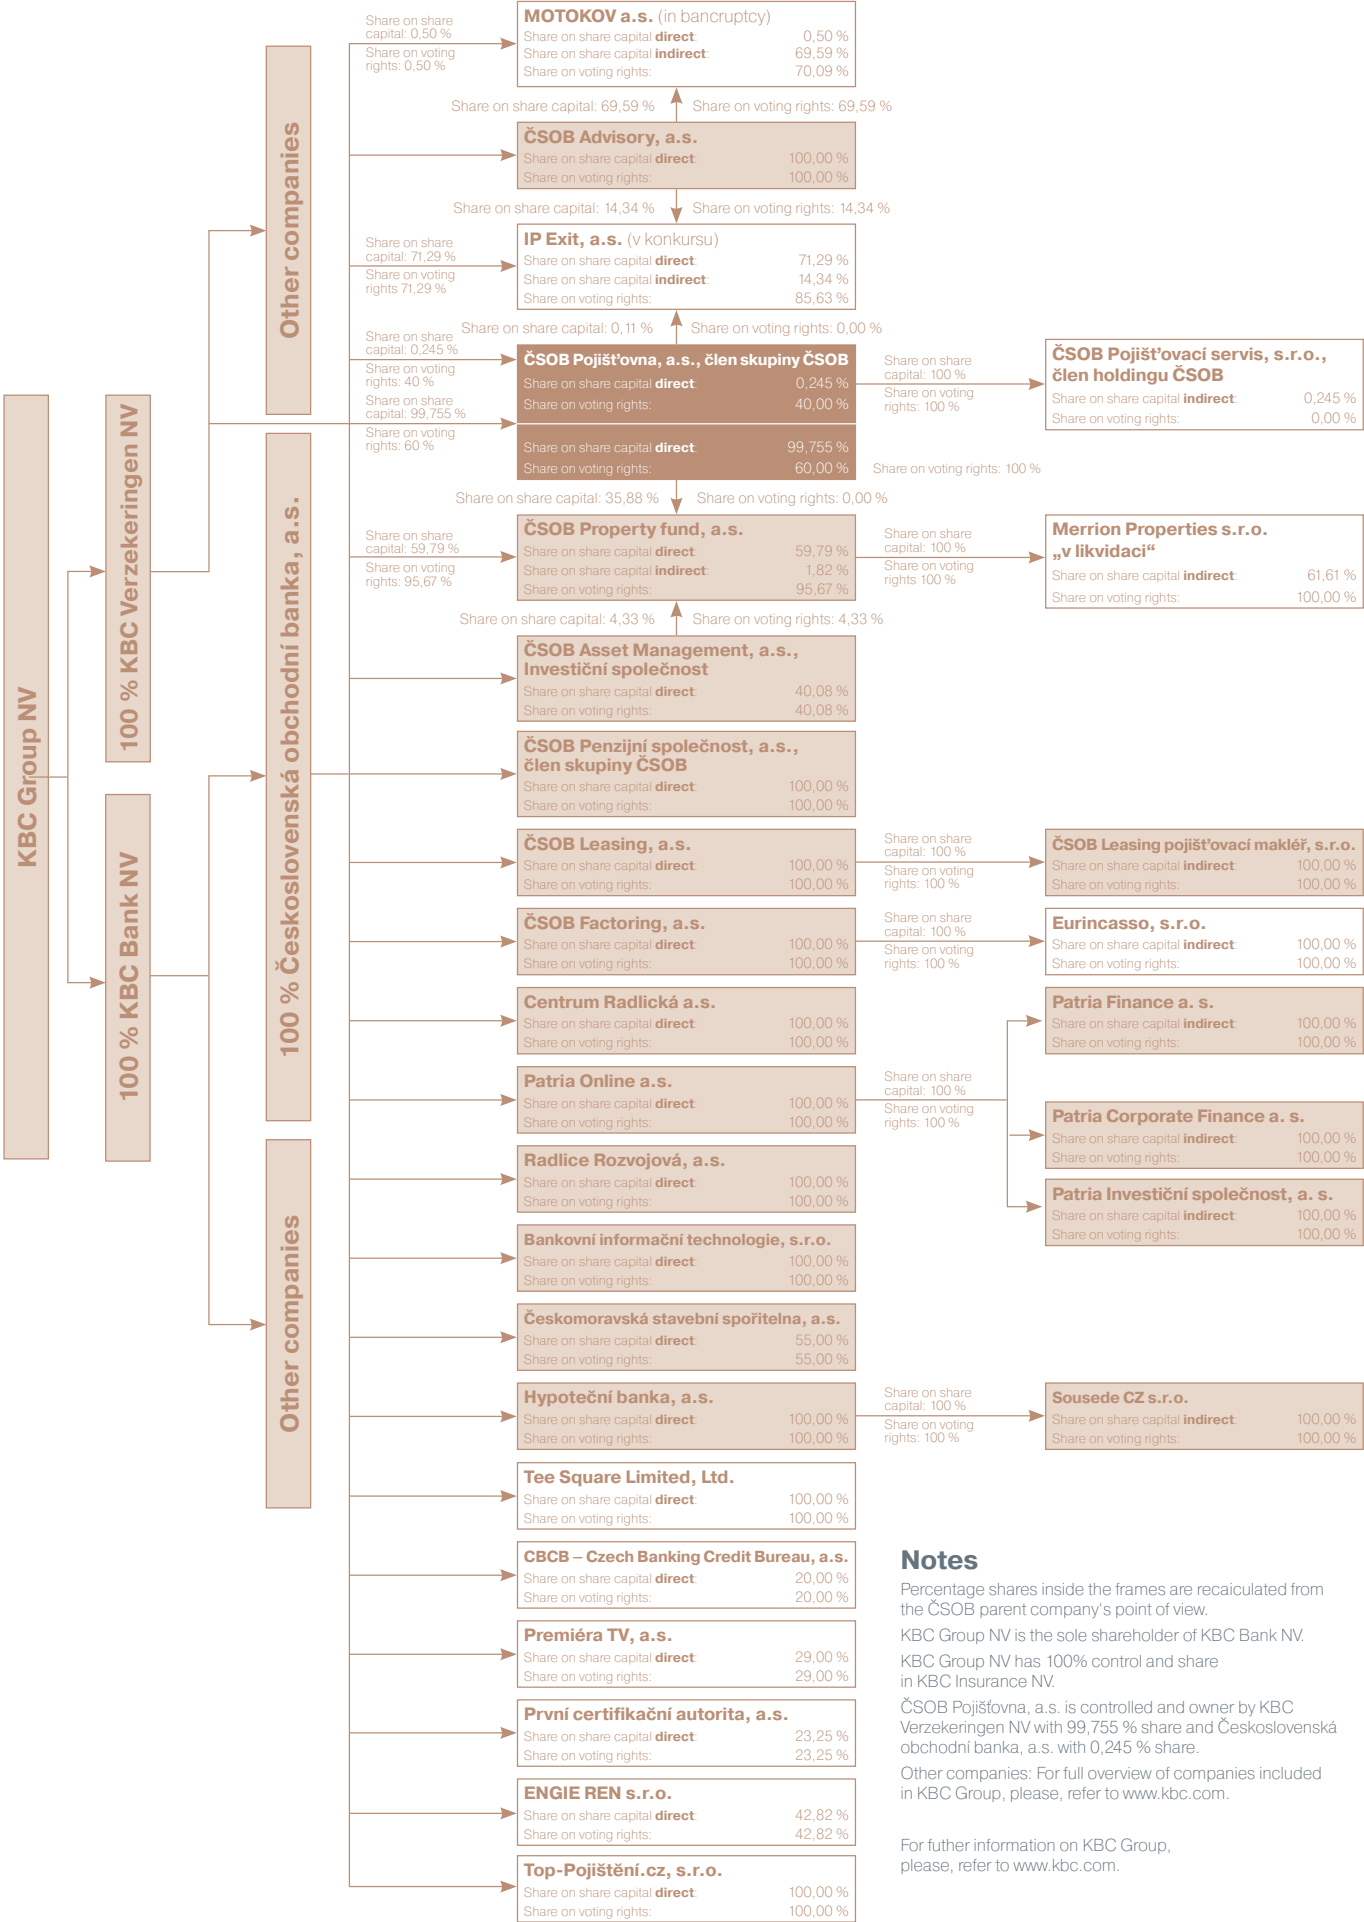 KBC Group NV
100 % KBC Verzekeringen NV
100 % KBC Bank NV
Other companies
100 % Československá obchodní banka, a.s.
Other companies
Share on share
capital: 0,50 %
Share on voting
rights: 0,50 %
MOTOKOV a.s. (in bancruptcy)
Share on share capital direct: 0,50 %
Share on share capital indirect: 69,59 %
Share on voting rights: 70,09 %
Share on share capital: 69,59 % Share on voting rights: 69,59 %
ČSOB Advisory, a.s.
Share on share capital direct: 100,00 %
Share on voting rights: 100,00 %
Share on share capital: 14,34 % Share on voting rights: 14,34 %
Share on share
capital: 71,29 %
Share on voting
rights 71,29 %
IP Exit, a.s. (v konkursu)
Share on share capital direct: 71,29 %
Share on share capital indirect: 14,34 %
Share on voting rights: 85,63 %
Share on share capital: 0,11 % Share on voting rights: 0,00 %
Share on share
capital: 0,245 %
Share on voting
rights: 40 %
Share on share
capital: 99,755 %
Share on voting
rights: 60 %
ČSOB Pojišt'ovna, a.s., člen skupiny ČSOB
Share on share capital direct: 0,245 %
Share on voting rights: 40,00 %
Share on share capital direct: 99,755 %
Share on voting rights: 60,00 %
Share on share
capital: 100 %
Share on voting
rights: 100 %
ČSOB Pojišt'ovací servis, s.r.o.,
člen holdingu ČSOB
Share on share capital indirect: 0,245 %
Share on voting rights: 0,00 %
Share on voting rights: 100 %
Share on share capital: 35,88 % Share on voting rights: 0,00 %
Share on share
capital: 59,79 %
Share on voting
rights: 95,67 %
ČSOB Property fund, a.s.
Share on share capital direct: 59,79 %
Share on share capital indirect: 1,82 %
Share on voting rights: 95,67 %
Share on share
capital: 100 %
Share on voting
rights 100 %
Merrion Properties s.r.o.
„v likvidaci“
Share on share capital indirect: 61,61 %
Share on voting rights: 100,00 %
Share on share capital: 4,33 % Share on voting rights: 4,33 %
ČSOB Asset Management, a.s.,
Investiční společnost
Share on share capital direct: 40,08 %
Share on voting rights: 40,08 %
ČSOB Penzijní společnost, a.s.,
člen skupiny ČSOB
Share on share capital direct: 100,00 %
Share on voting rights: 100,00 %
ČSOB Leasing, a.s.
Share on share capital direct: 100,00 %
Share on voting rights: 100,00 %
Share on share
capital: 100 %
Share on voting
rights: 100 %
ČSOB Leasing pojišt'ovací makléř, s.r.o.
Share on share capital indirect: 100,00 %
Share on voting rights: 100,00 %
ČSOB Factoring, a.s.
Share on share capital direct: 100,00 %
Share on voting rights: 100,00 %
Share on share
capital: 100 %
Share on voting
rights: 100 %
Eurincasso, s.r.o.
Share on share capital indirect: 100,00 %
Share on voting rights: 100,00 %
Centrum Radlická a.s.
Share on share capital direct: 100,00 %
Share on voting rights: 100,00 %
Patria Online a.s.
Share on share capital direct: 100,00 %
Share on voting rights: 100,00 %
Share on share
capital: 100 %
Share on voting
rights: 100 %
Patria Finance a. s.
Share on share capital indirect: 100,00 %
Share on voting rights: 100,00 %
Patria Corporate Finance a. s.
Share on share capital indirect: 100,00 %
Share on voting rights: 100,00 %
Patria Investiční společnost, a. s.
Share on share capital indirect: 100,00 %
Share on voting rights: 100,00 %
Radlice Rozvojová, a.s.
Share on share capital direct: 100,00 %
Share on voting rights: 100,00 %
Bankovní informační technologie, s.r.o.
Share on share capital direct: 100,00 %
Share on voting rights: 100,00 %
Českomoravská stavební spořitelna, a.s.
Share on share capital direct: 55,00 %
Share on voting rights: 55,00 %
Hypoteční banka, a.s.
Share on share capital direct: 100,00 %
Share on voting rights: 100,00 %
Share on share
capital: 100 %
Share on voting
rights: 100 %
Sousede CZ s.r.o.
Share on share capital indirect: 100,00 %
Share on voting rights: 100,00 %
Tee Square Limited, Ltd.
Share on share capital direct: 100,00 %
Share on voting rights: 100,00 %
CBCB – Czech Banking Credit Bureau, a.s.
Share on share capital direct: 20,00 %
Share on voting rights: 20,00 %
Premiéra TV, a.s.
Share on share capital direct: 29,00 %
Share on voting rights: 29,00 %
První certifikační autorita, a.s.
Share on share capital direct: 23,25 %
Share on voting rights: 23,25 %
ENGIE REN s.r.o.
Share on share capital direct: 42,82 %
Share on voting rights: 42,82 %
Top-Pojištění.cz, s.r.o.
Share on share capital direct: 100,00 %
Share on voting rights: 100,00 %
Notes
Percentage shares inside the frames are recaiculated from
the ČSOB parent company's point of view.
KBC Group NV is the sole shareholder of KBC Bank NV.
KBC Group NV has 100% control and share
in KBC Insurance NV.
ČSOB Pojišťovna, a.s. is controlled and owner by KBC
Verzekeringen NV with 99,755 % share and Československá
obchodní banka, a.s. with 0,245 % share.
Other companies: For full overview of companies included
in KBC Group, please, refer to www.kbc.com.
For futher information on KBC Group,
please, refer to www.kbc.com.